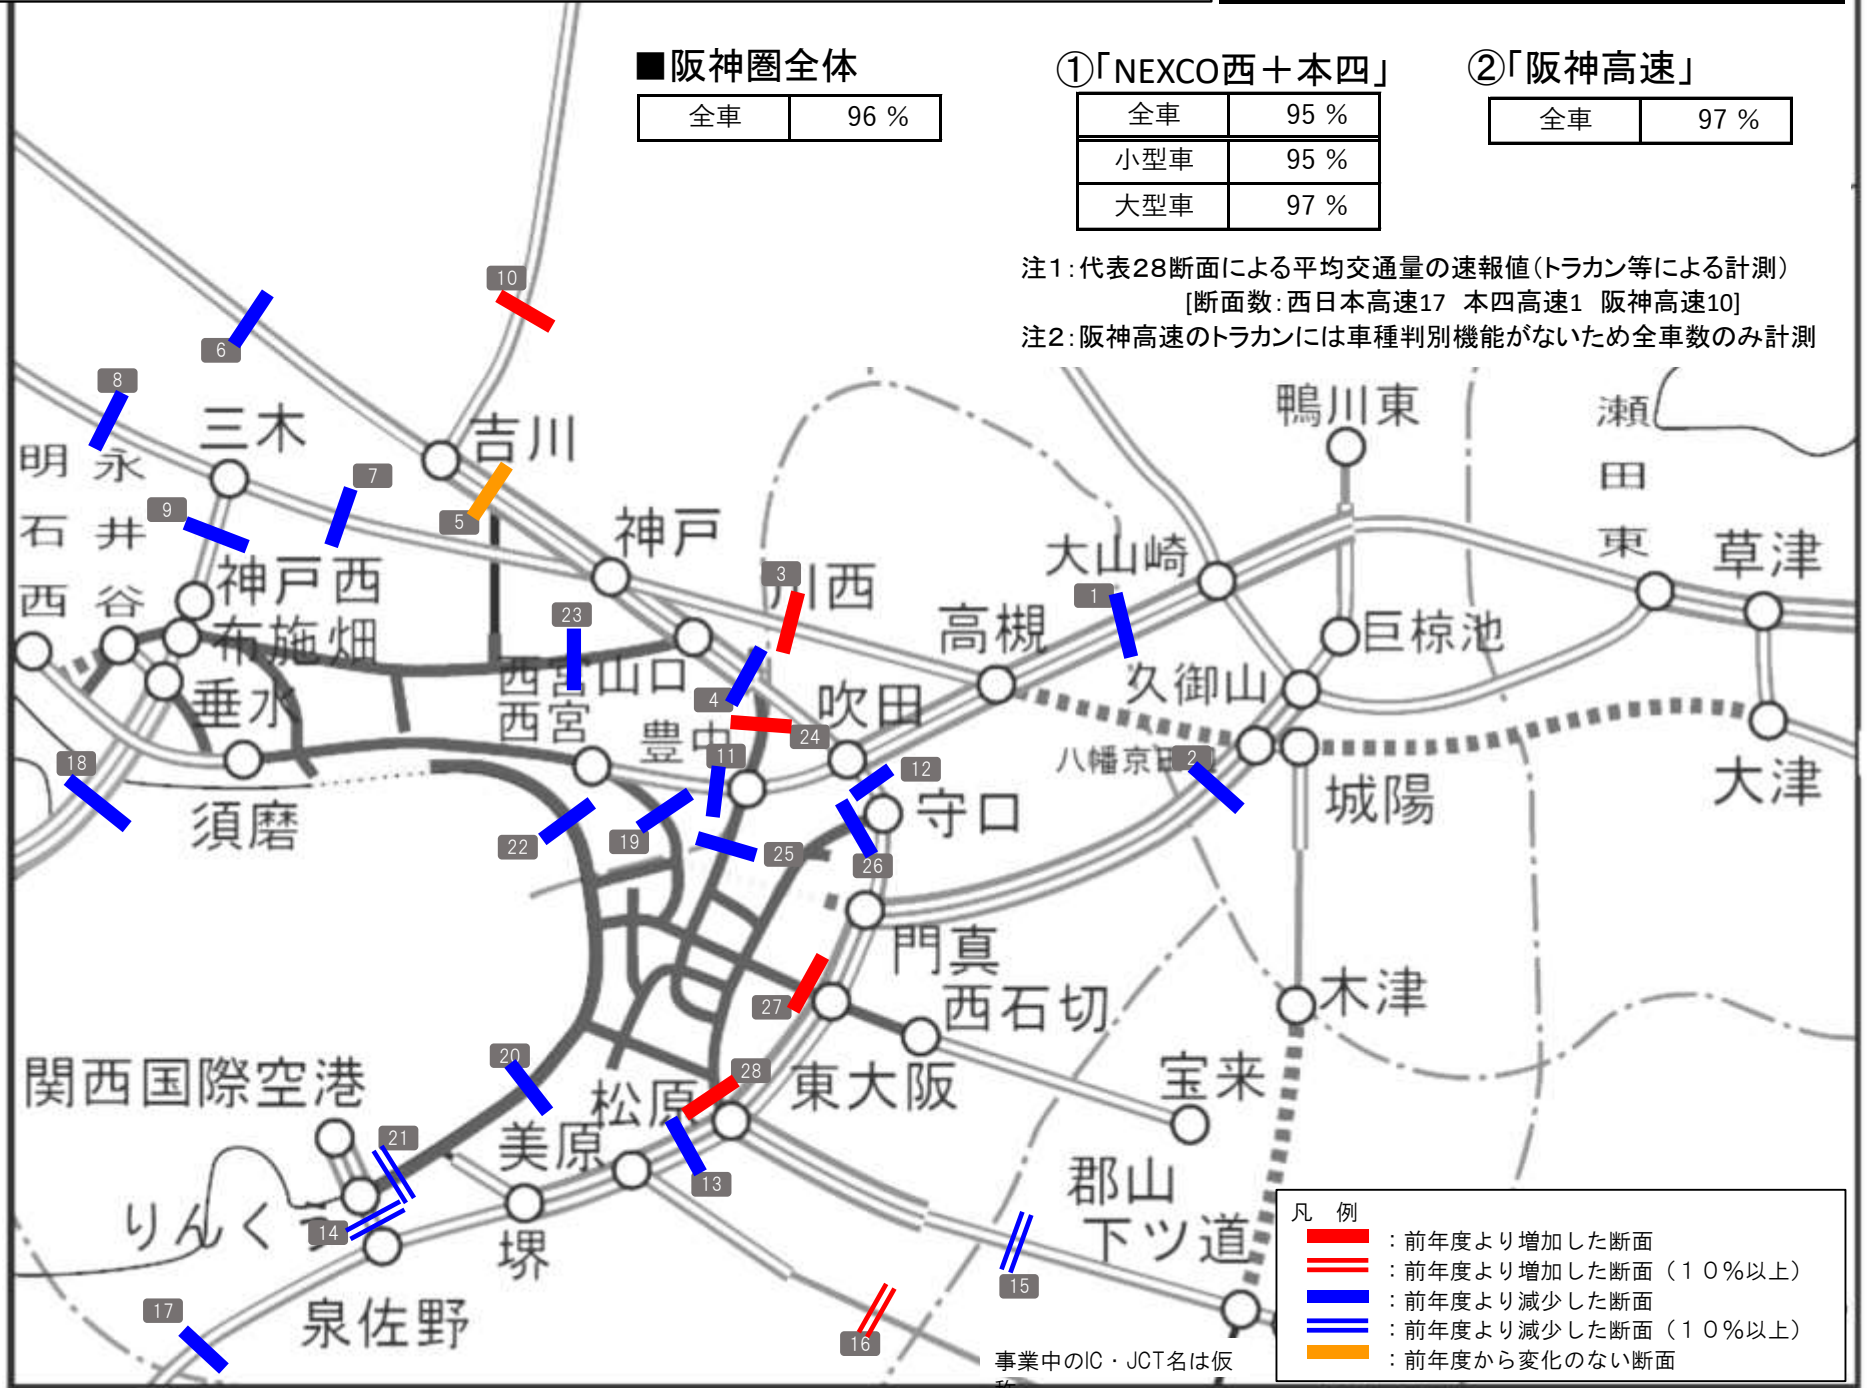 ■阪神圏全体
全車 96 %
①「NEXCO西＋本四」
全車 95 %
小型車 95 %
大型車 97 %
②「阪神高速」
全車 97 %
注1：代表28断面による平均交通量の速報値（トラカン等による計測）
[断面数：西日本高速17 本四高速1 阪神高速10]
注2：阪神高速のトラカンには車種判別機能がないため全車数のみ計測
10
6
8
三木
吉川
鴨川東
瀬田東
明石西
永井谷
7
9
5
神戸
大山崎
草津
神戸西
3
川西
1
23
高槻
布施畑
巨椋池
西宮山口
久御山
4
垂水
西宮
吹田
豊中
24
11
12
八幡京田辺
2
大津
18
城陽
須磨
守口
22
19
25
26
門真
27
西石切
木津
20
関西国際空港
松原
28
東大阪
宝来
美原
21
13
郡山
下ツ道
りんくう
14
堺
15
17
泉佐野
16
事業中のIC・JCT名は仮
称
凡 例
：前年度より増加した断面
：前年度より増加した断面（１０％以上）
：前年度より減少した断面
：前年度より減少した断面（１０％以上）
：前年度から変化のない断面